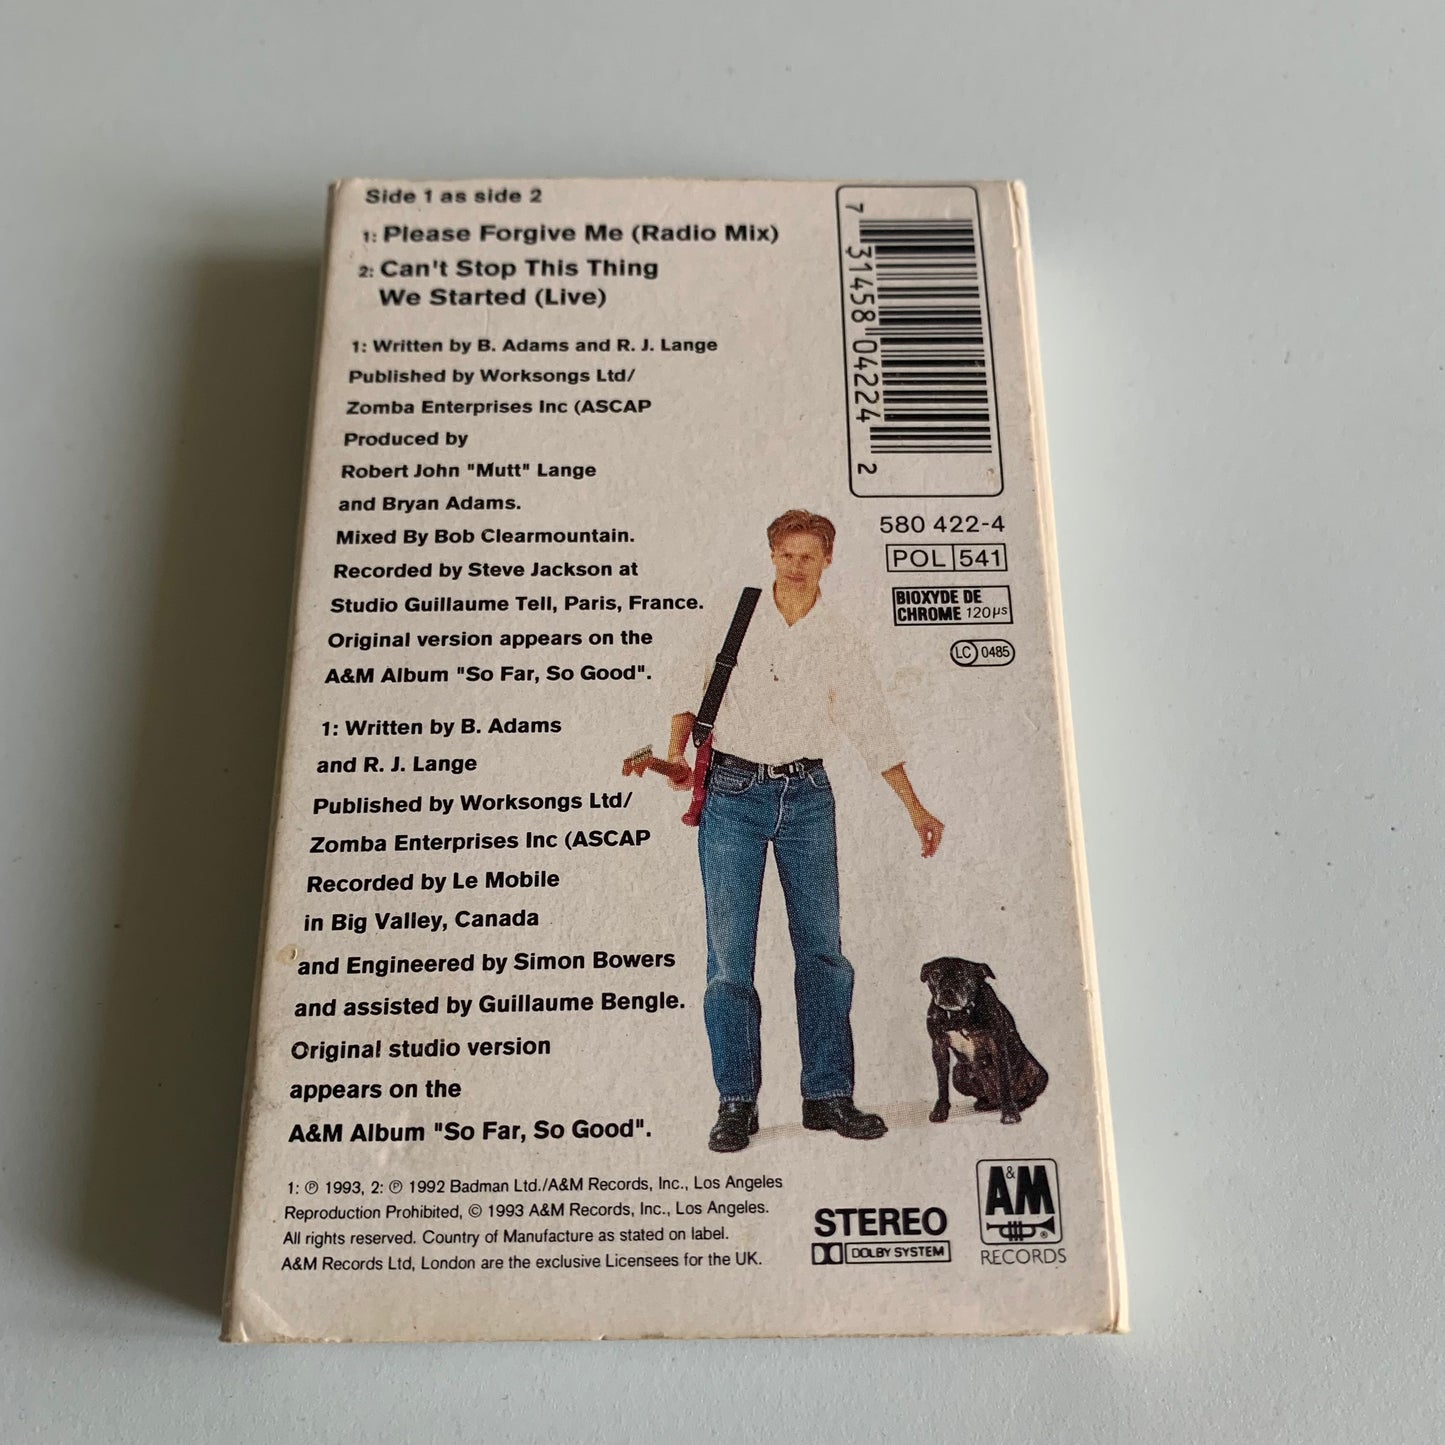 Side 1 as side 2
1: Please Forgive Me (Radio Mix)
2: Can't Stop This Thing
We Started (Live)
1: Written by B. Adams and R. J. Lange
Published by Worksongs Ltd/
Zomba Enterprises Inc (ASCAP
Produced by
Robert John "Mutt" Lange
and Bryan Adams.
Mixed By Bob Clearmountain.
Recorded by Steve Jackson at
Studio Guillaume Tell, Paris, France.
Original version appears on the
A&M Album "So Far, So Good".
1: Written by B. Adams
and R. J. Lange
Published by Worksongs Ltd/
Zomba Enterprises Inc (ASCAP
Recorded by Le Mobile
in Big Valley, Canada
and Engineered by Simon Bowers
and assisted by Guillaume Bengle.
Original studio version
appears on the
A&M Album "So Far, So Good".
1: ℗ 1993, 2: ℗ 1992 Badman Ltd./A&M Records, Inc., Los Angeles
Reproduction Prohibited, © 1993 A&M Records, Inc., Los Angeles.
All rights reserved. Country of Manufacture as stated on label.
A&M Records Ltd, London are the exclusive Licensees for the UK.
7 31458 04224 2
580 422-4
POL 541
BIOXYDE DE
CHROME 120µs
LC 0485
STEREO
DOLBY SYSTEM
A&M
®
RECORDS